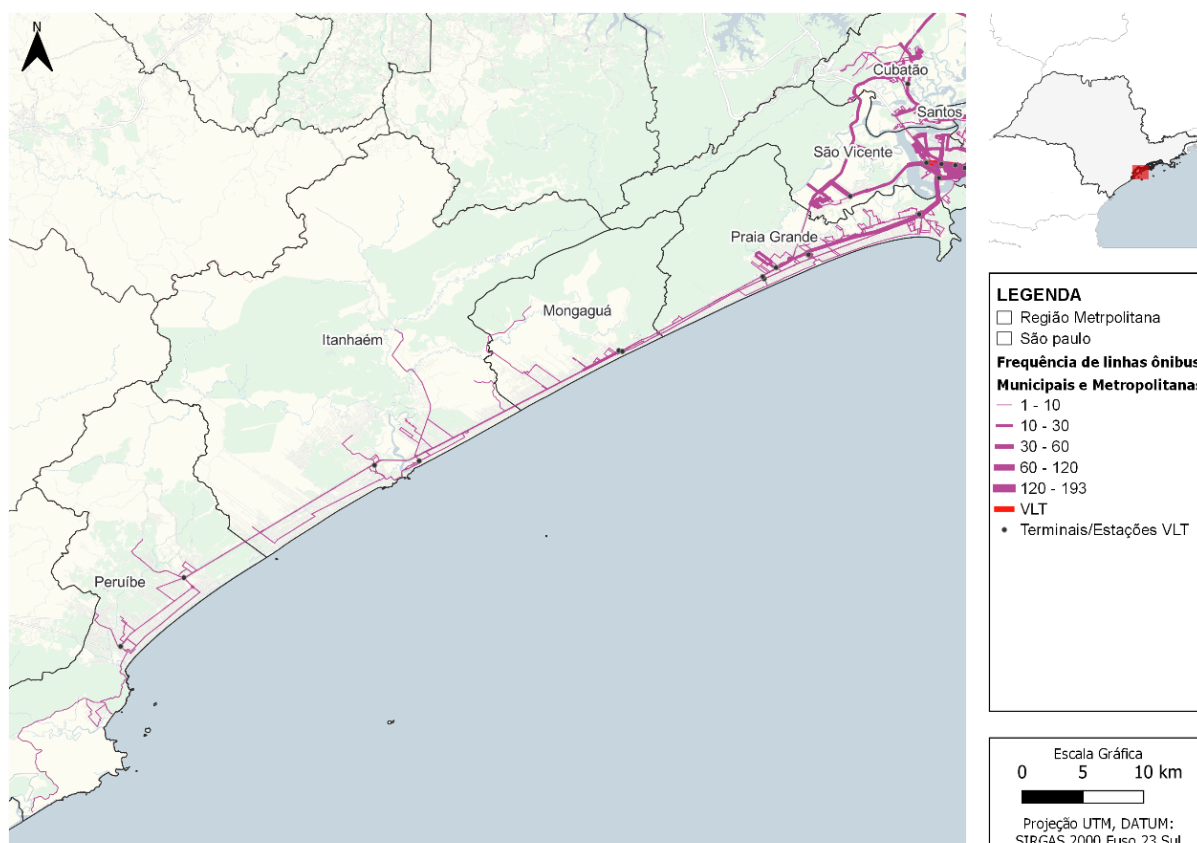 N
Cubatão
Santos
São Vicente
Praia Grande
Mongaguá
Itanhaém
Peruíbe
LEGENDA
Região Metrpolitana
São paulo
Frequência de linhas ônibus
Municipais e Metropolitanas
1 - 10
10 - 30
30 - 60
60 - 120
120 - 193
VLT
Terminais/Estações VLT
Escala Gráfica
0 5 10 km
Projeção UTM, DATUM:
SIRGAS 2000 Fuso 23 Sul